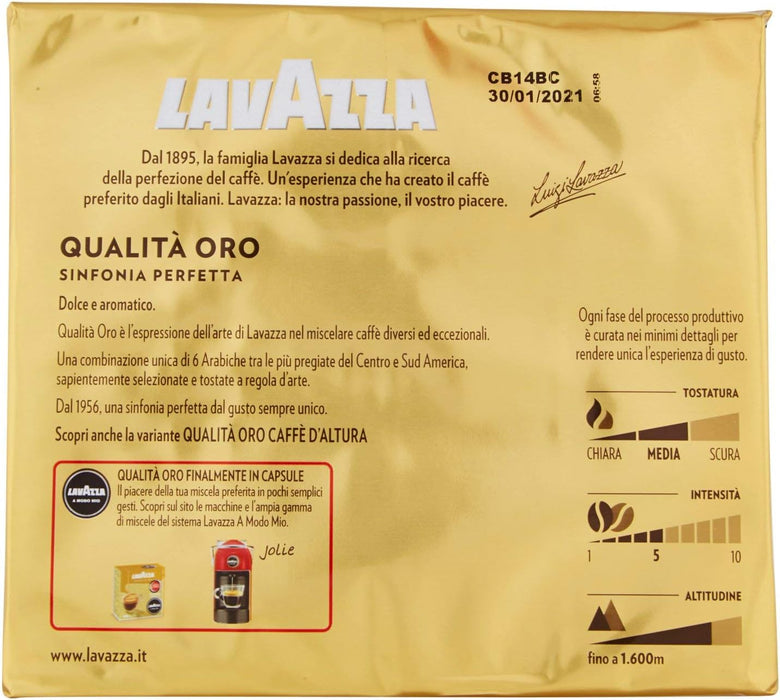 LAVAZZA
CB14BC
30/01/2021
06:58
Dal 1895, la famiglia Lavazza si dedica alla ricerca
della perfezione del caffè. Un'esperienza che ha creato il caffè
preferito dagli Italiani. Lavazza: la nostra passione, il vostro piacere.
Luigi Lavazza
QUALITÀ ORO
SINFONIA PERFETTA
Dolce e aromatico.
Qualità Oro è l'espressione dell'arte di Lavazza nel miscelare caffè diversi ed eccezionali.
Una combinazione unica di 6 Arabiche tra le più pregiate del Centro e Sud America,
sapientemente selezionate e tostate a regola d'arte.
Dal 1956, una sinfonia perfetta dal gusto sempre unico.
Scopri anche la variante QUALITÀ ORO CAFFÈ D'ALTURA
QUALITÀ ORO FINALMENTE IN CAPSULE
Il piacere della tua miscela preferita in pochi semplici
gesti. Scopri sul sito le macchine e l'ampia gamma
di miscele del sistema Lavazza A Modo Mio.
LAVAZZA
A MODO MIO
Jolie
LAVAZZA
www.lavazza.it
Ogni fase del processo produttivo
è curata nei minimi dettagli per
rendere unica l'esperienza di gusto.
TOSTATURA
CHIARA MEDIA SCURA
INTENSITÀ
1 5 10
ALTITUDINE
fino a 1.600m